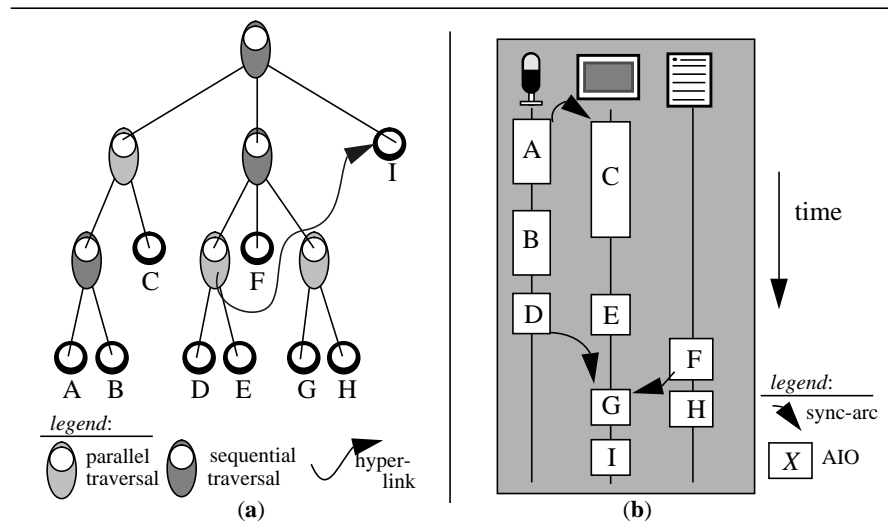 I
C
F
A B
D E
G H
legend:
parallel
traversal
sequential
traversal
hyper-
link
(a)
A
C
B
D
E
F
G
H
I
time
legend:
sync-arc
X AIO
(b)